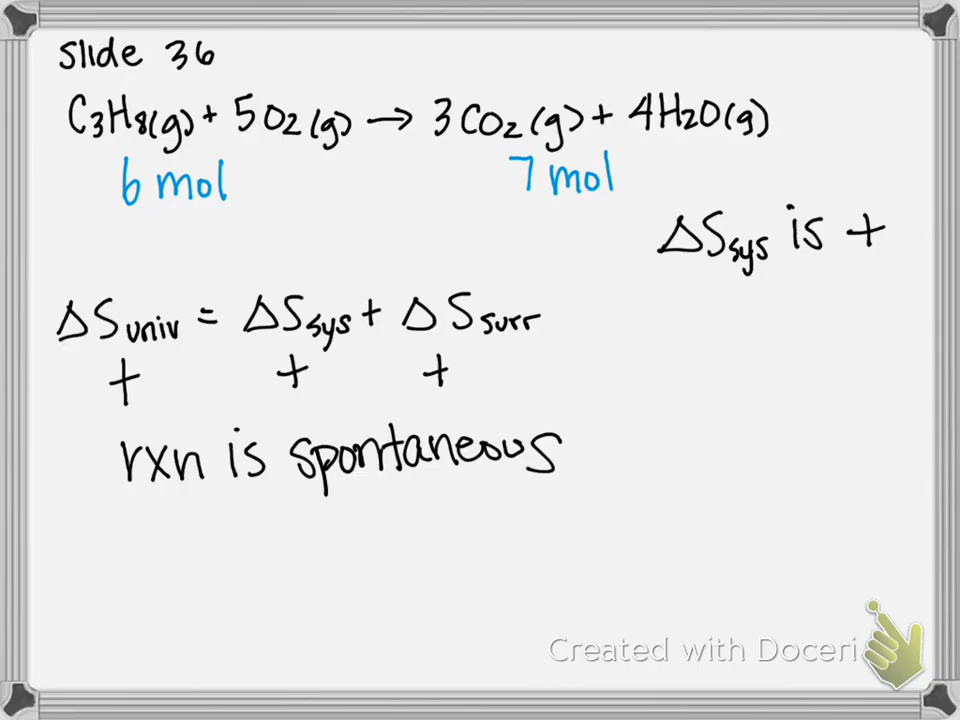 slide 36
C₃H₈(g) + 5O₂(g) → 3CO₂(g) + 4H₂O(g)
6 mol 7 mol
ΔSsys is +
ΔSuniv = ΔSsys + ΔSsurr
+ + +
rxn is spontaneous
Created with Doceri